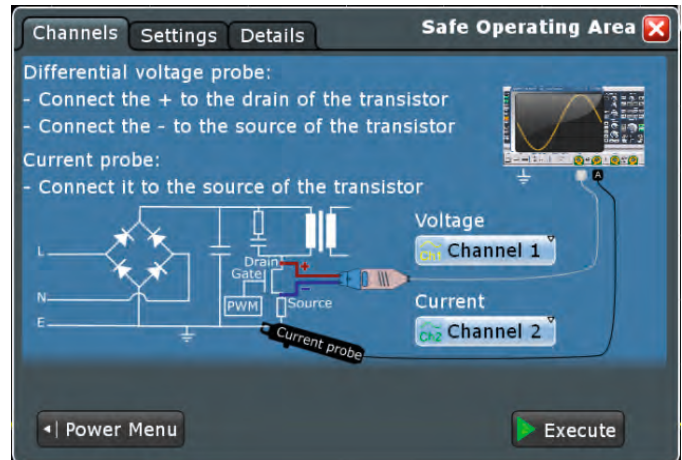 Channels Settings Details Safe Operating Area
Differential voltage probe:
- Connect the + to the drain of the transistor
- Connect the - to the source of the transistor
Current probe:
- Connect it to the source of the transistor
A
Voltage
Ch1 Channel 1
Current
Ch2 Channel 2
L
N
E
Drain +
Gate
-
PWM
Source
Current probe
Power Menu
Execute